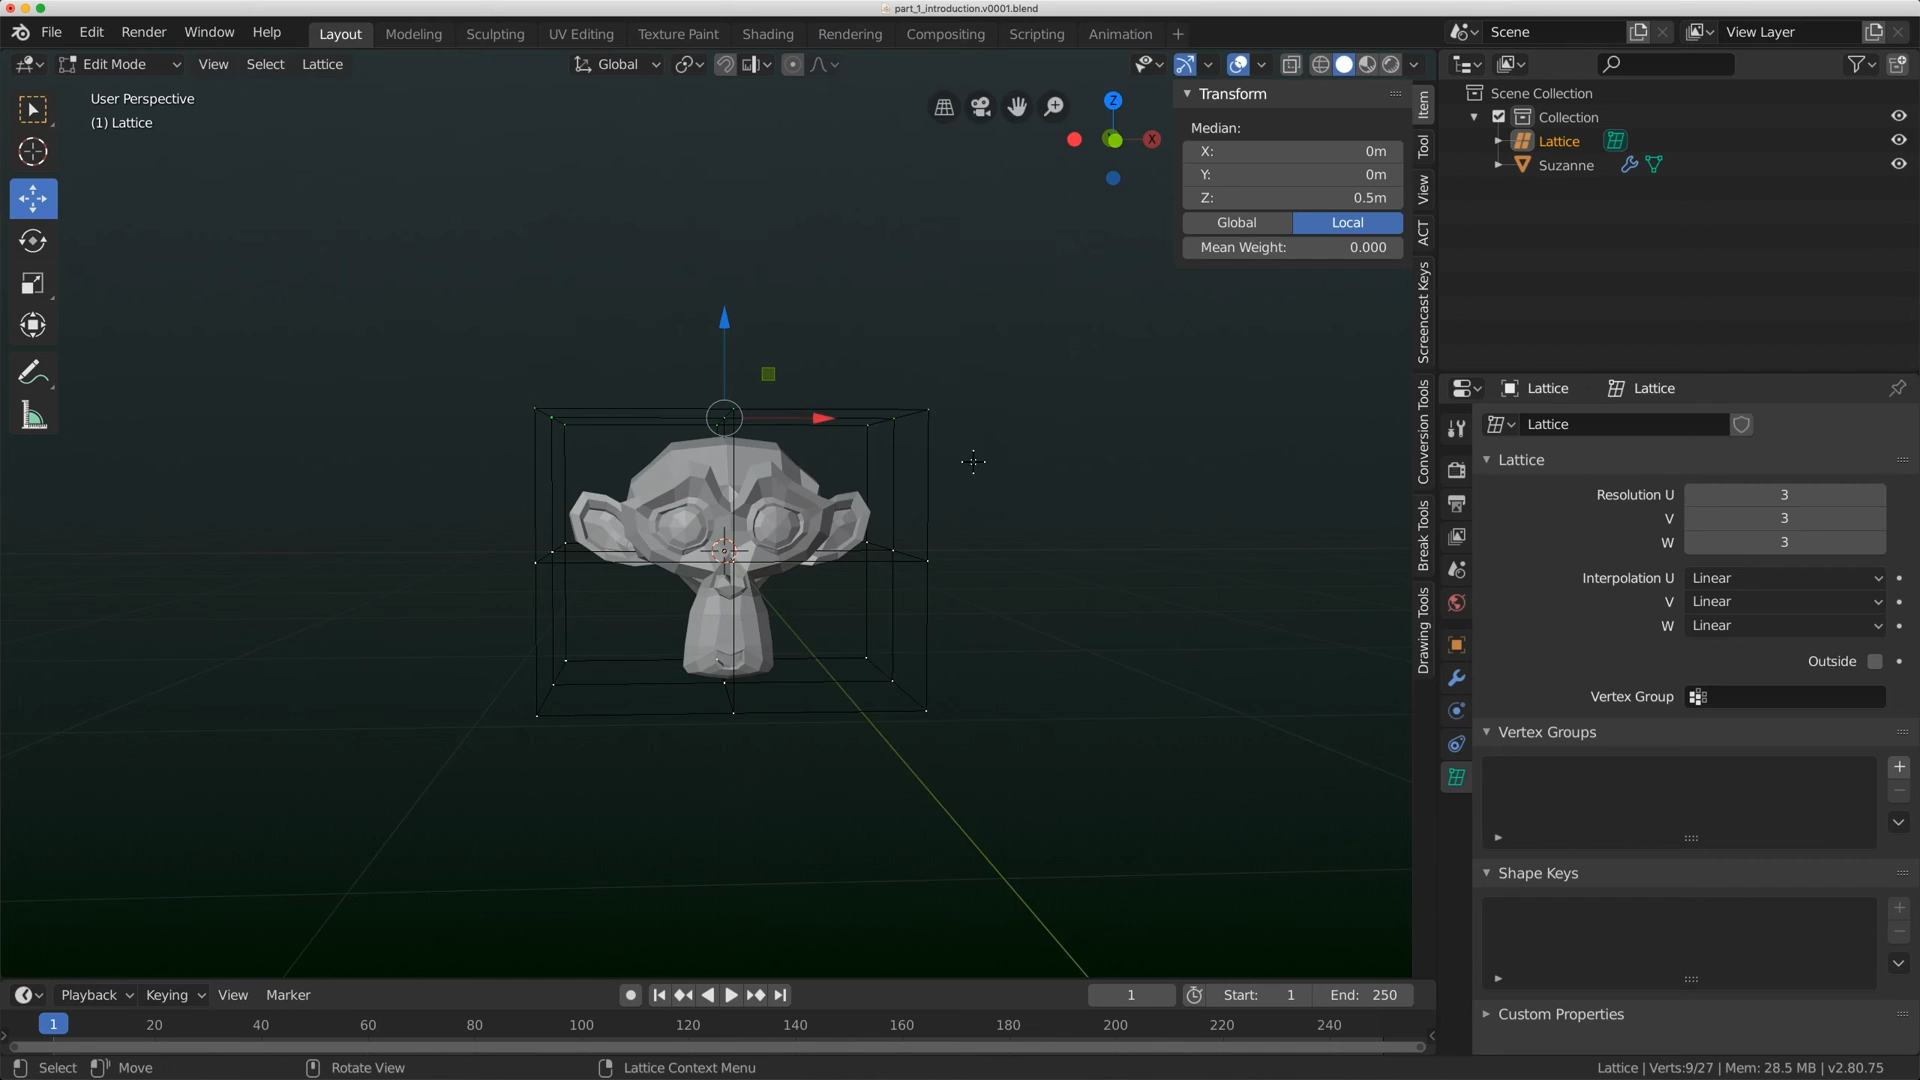 part_1_introduction.v0001.blend
File Edit Render Window Help Layout Modeling Sculpting UV Editing Texture Paint Shading Rendering Compositing Scripting Animation + Scene View Layer
Edit Mode View Select Lattice Global
User Perspective
(1) Lattice
Z
X
Transform
Median:
X: 0m
Y: 0m
Z: 0.5m
Global Local
Mean Weight: 0.000
Item
Tool
View
ACT
Screencast Keys
Conversion Tools
Break Tools
Drawing Tools
Scene Collection
Collection
Lattice
Suzanne
Lattice Lattice
Lattice
Lattice
Resolution U 3
V 3
W 3
Interpolation U Linear
V Linear
W Linear
Outside
Vertex Group
Vertex Groups
Shape Keys
Custom Properties
Playback Keying View Marker 1 Start: 1 End: 250
1 20 40 60 80 100 120 140 160 180 200 220 240
Select Move Rotate View Lattice Context Menu Lattice | Verts:9/27 | Mem: 28.5 MB | v2.80.75